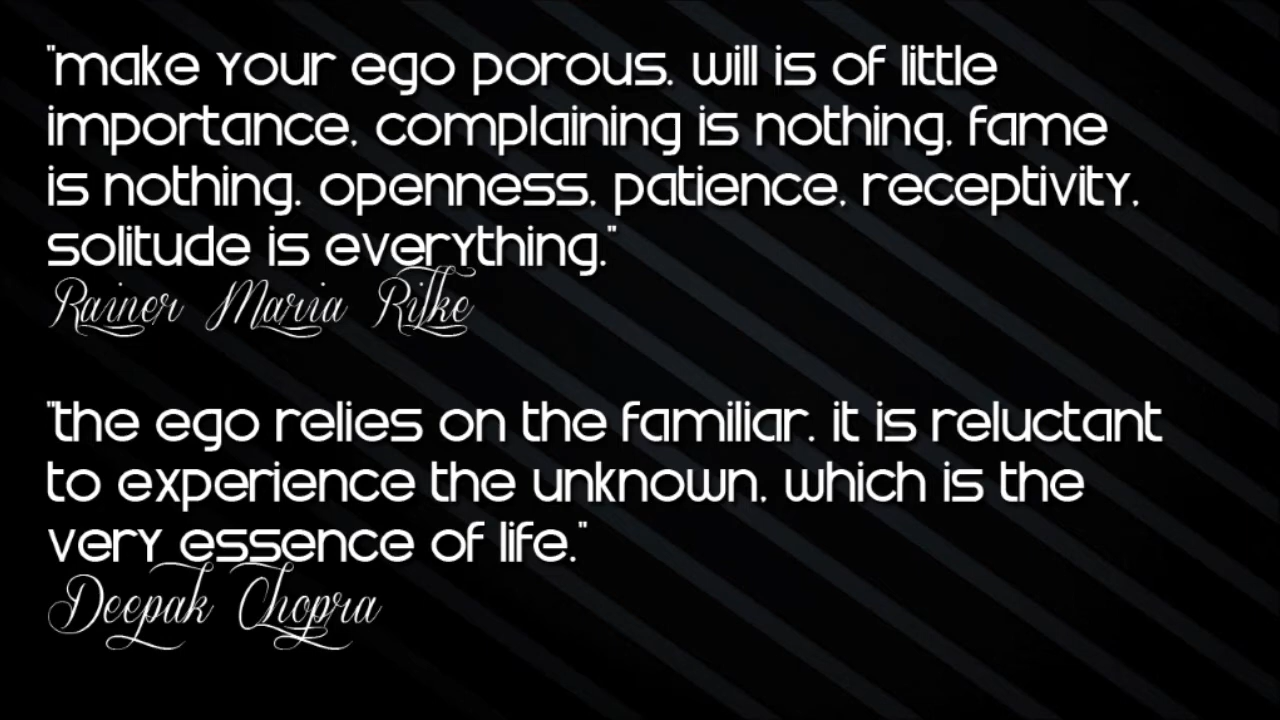 "make your ego porous. will is of little
importance, complaining is nothing, fame
is nothing. openness, patience, receptivity,
solitude is everything."
Rainer Maria Rilke
"the ego relies on the familiar. it is reluctant
to experience the unknown, which is the
very essence of life."
Deepak Chopra